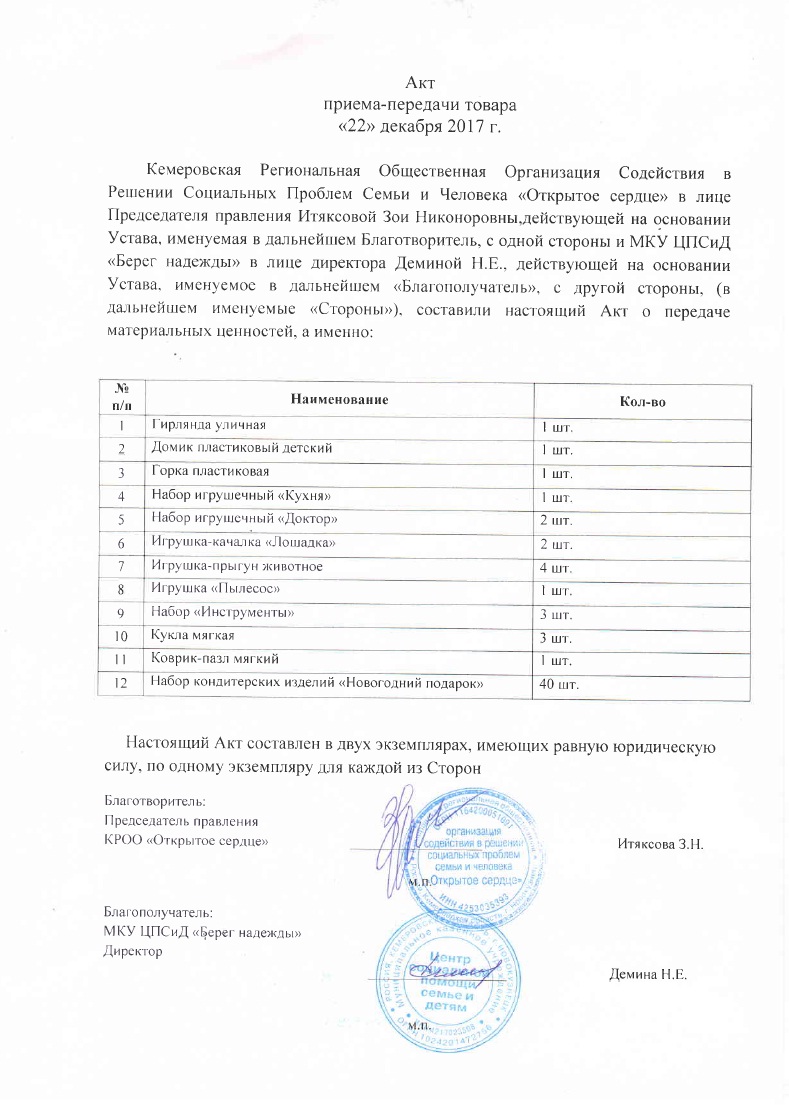 Акт
приема-передачи товара
«22» декабря 2017 г.
Кемеровская Региональная Общественная Организация Содействия в
Решении Социальных Проблем Семьи и Человека «Открытое сердце» в лице
Председателя правления Итяксовой Зои Никоноровны,действующей на основании
Устава, именуемая в дальнейшем Благотворитель, с одной стороны и МКУ ЦПСиД
«Берег надежды» в лице директора Деминой Н.Е., действующей на основании
Устава, именуемое в дальнейшем «Благополучатель», с другой стороны, (в
дальнейшем именуемые «Стороны»), составили настоящий Акт о передаче
материальных ценностей, а именно:
№ п/п Наименование Кол-во
1 Гирлянда уличная 1 шт.
2 Домик пластиковый детский 1 шт.
3 Горка пластиковая 1 шт.
4 Набор игрушечный «Кухня» 1 шт.
5 Набор игрушечный «Доктор» 2 шт.
6 Игрушка-качалка «Лошадка» 2 шт.
7 Игрушка-прыгун животное 4 шт.
8 Игрушка «Пылесос» 1 шт.
9 Набор «Инструменты» 3 шт.
10 Кукла мягкая 3 шт.
11 Коврик-пазл мягкий 1 шт.
12 Набор кондитерских изделий «Новогодний подарок» 40 шт.
Настоящий Акт составлен в двух экземплярах, имеющих равную юридическую
силу, по одному экземпляру для каждой из Сторон
Благотворитель:
Председатель правления
КРОО «Открытое сердце» Итяксова З.Н.
организация
содействия в решении
социальных проблем
семьи и человека
«Открытое сердце»
ИНН 4253035393
м.п.
Благополучатель:
МКУ ЦПСиД «Берег надежды»
Директор
Демина Н.Е.
Муниципальное казенное учреждение
Центр
социальной
помощи
семье и
детям
ОГРН 1024201472756
м.п.